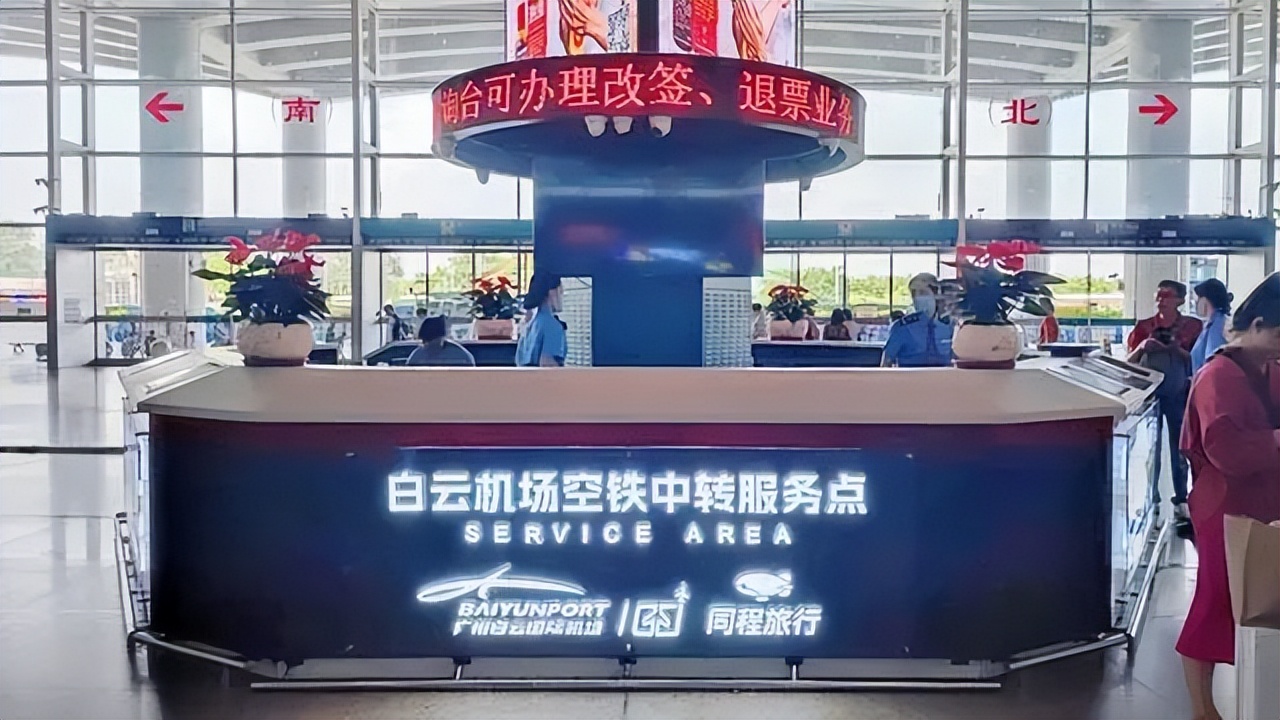 询台可办理改签、退票业务
南
北
白云机场空铁中转服务点
SERVICE AREA
BAIYUNPORT
广州白云国际机场
同程旅行